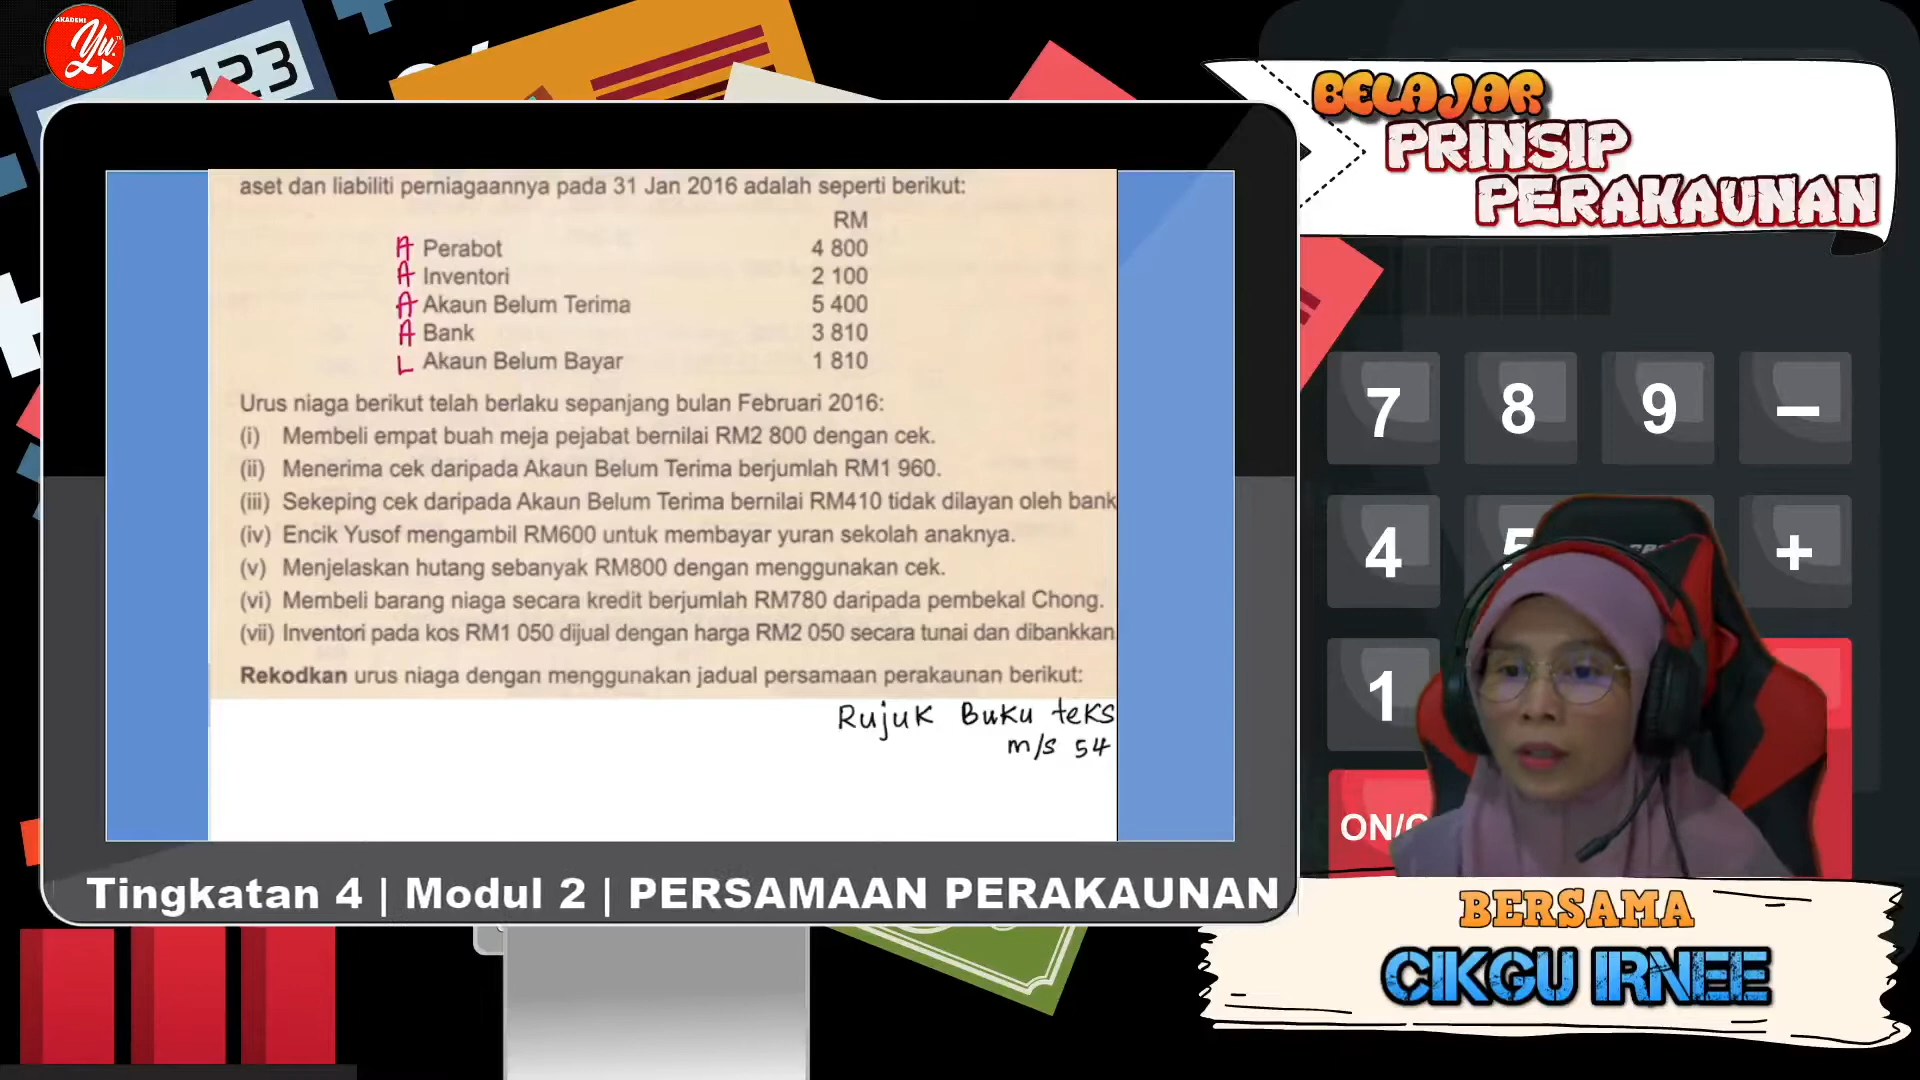 AKADEMI
Yu
TV
123
BELAJAR
PRINSIP
PERAKAUNAN
aset dan liabiliti perniagaannya pada 31 Jan 2016 adalah seperti berikut:
RM
A Perabot 4 800
A Inventori 2 100
A Akaun Belum Terima 5 400
A Bank 3 810
L Akaun Belum Bayar 1 810
Urus niaga berikut telah berlaku sepanjang bulan Februari 2016:
(i) Membeli empat buah meja pejabat bernilai RM2 800 dengan cek.
(ii) Menerima cek daripada Akaun Belum Terima berjumlah RM1 960.
(iii) Sekeping cek daripada Akaun Belum Terima bernilai RM410 tidak dilayan oleh bank
(iv) Encik Yusof mengambil RM600 untuk membayar yuran sekolah anaknya.
(v) Menjelaskan hutang sebanyak RM800 dengan menggunakan cek.
(vi) Membeli barang niaga secara kredit berjumlah RM780 daripada pembekal Chong.
(vii) Inventori pada kos RM1 050 dijual dengan harga RM2 050 secara tunai dan dibankkan
Rekodkan urus niaga dengan menggunakan jadual persamaan perakaunan berikut:
Rujuk Buku teks
m/s 54
7 8 9 −
4 5 +
1
ON/C
Tingkatan 4 | Modul 2 | PERSAMAAN PERAKAUNAN
BERSAMA
CIKGU IRNEE